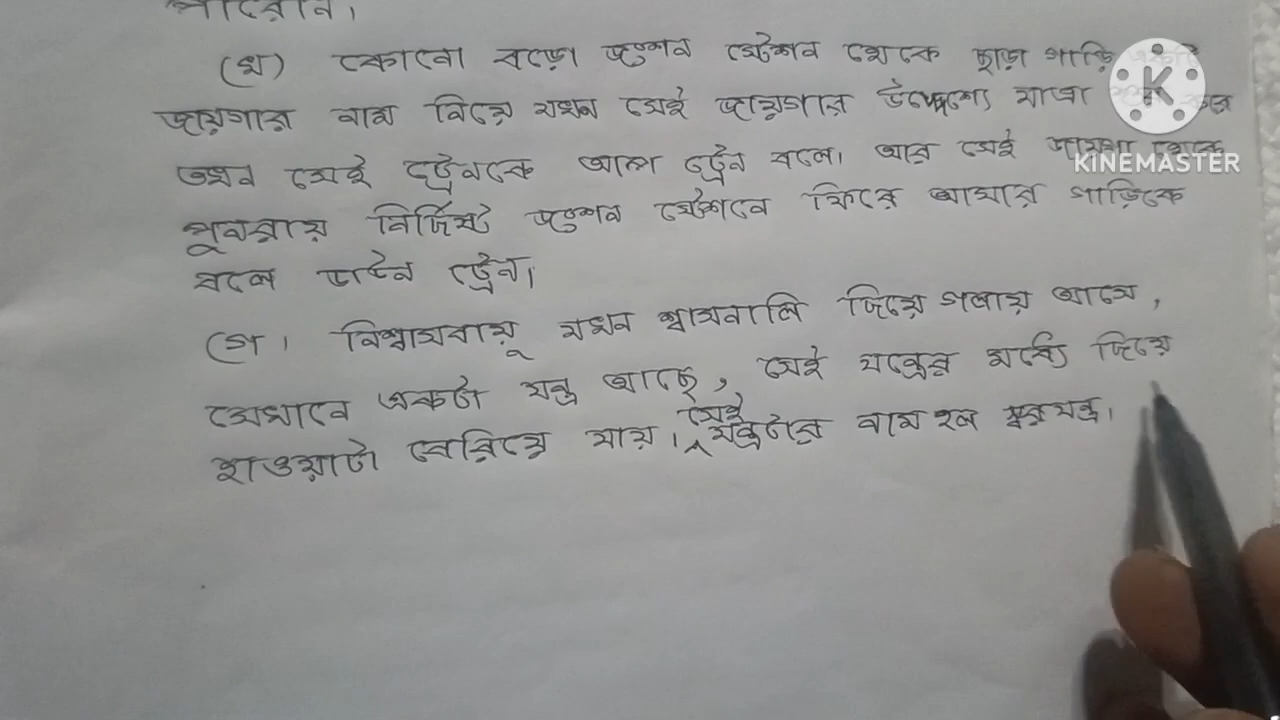 পারেনি।
(খ) কোনো বড়ো জংশন স্টেশন থেকে ছাড়া গাড়ি
জায়গার নাম নিয়ে যখন সেই জায়গার উদ্দেশ্যে যাত্রা
তখন সেই ট্রেনকে আপ ট্রেন বলে। আর সেই জায়গা থেকে
পুনরায় নির্দিষ্ট জংশন স্টেশনে ফিরে আসার গাড়িকে
বলে ডাউন ট্রেন।
(গ) নিশ্বাসবায়ু যখন শ্বাসনালি দিয়ে গলায় আসে,
সেখানে একটা যন্ত্র আছে, সেই যন্ত্রের মধ্যে দিয়ে
হাওয়াটা বেরিয়ে যায়। সেই যন্ত্রটার নাম হল স্বরযন্ত্র।
KINEMASTER